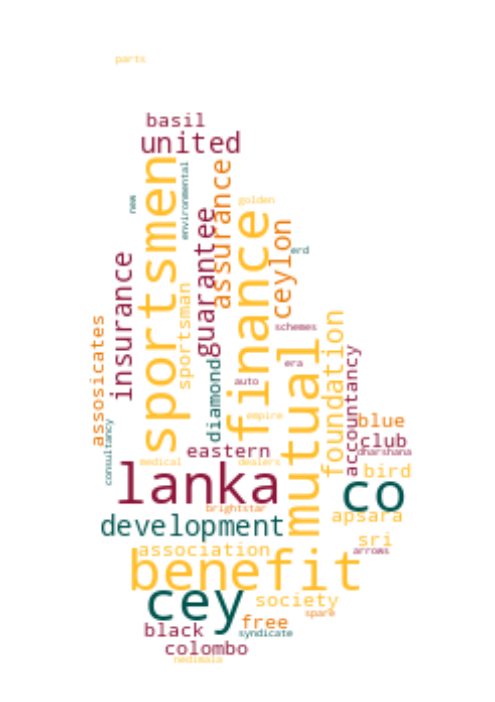 parts
basil
united
sportsmen
new
environmental
assurance
golden
guarantee
finance
ceylon
erd
insurance
sportsman
assosicates
schemes
foundation
mutual
era
accountancy
diamond
auto
empire
blue
club
dharshana
consultancy
eastern
medical
dealers
bird
lanka
co
brightstar
apsara
development
sri
association
arrows
benefit
cey
society
spare
free
black
syndicate
colombo
nedimala